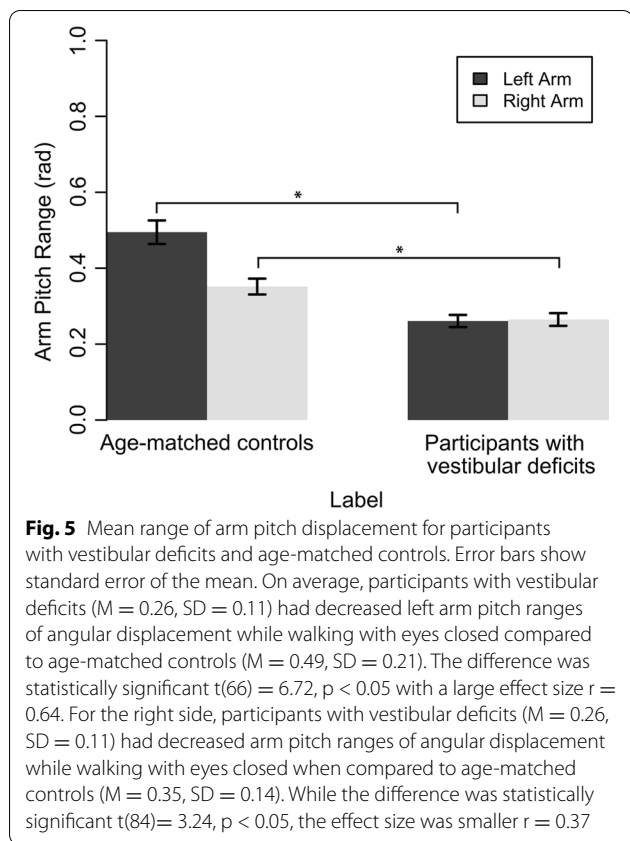 1.0
0.8
0.6
0.4
0.2
0.0
Arm Pitch Range (rad)
Left Arm
Right Arm
*
*
Age-matched controls
Participants with
vestibular deficits
Label
Fig. 5 Mean range of arm pitch displacement for participants
with vestibular deficits and age-matched controls. Error bars show
standard error of the mean. On average, participants with vestibular
deficits (M = 0.26, SD = 0.11) had decreased left arm pitch ranges
of angular displacement while walking with eyes closed compared
to age-matched controls (M = 0.49, SD = 0.21). The difference was
statistically significant t(66) = 6.72, p < 0.05 with a large effect size r =
0.64. For the right side, participants with vestibular deficits (M = 0.26,
SD = 0.11) had decreased arm pitch ranges of angular displacement
while walking with eyes closed when compared to age-matched
controls (M = 0.35, SD = 0.14). While the difference was statistically
significant t(84)= 3.24, p < 0.05, the effect size was smaller r = 0.37